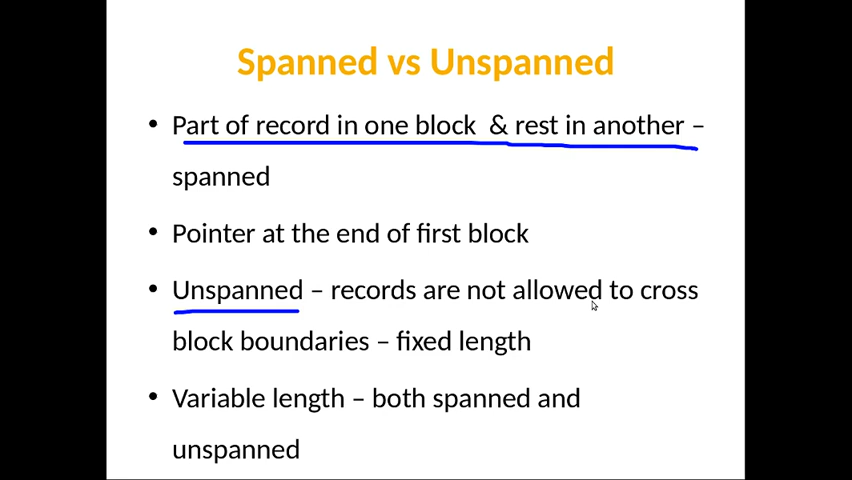 Spanned vs Unspanned
• Part of record in one block & rest in another –
spanned
• Pointer at the end of first block
• Unspanned – records are not allowed to cross
block boundaries – fixed length
• Variable length – both spanned and
unspanned